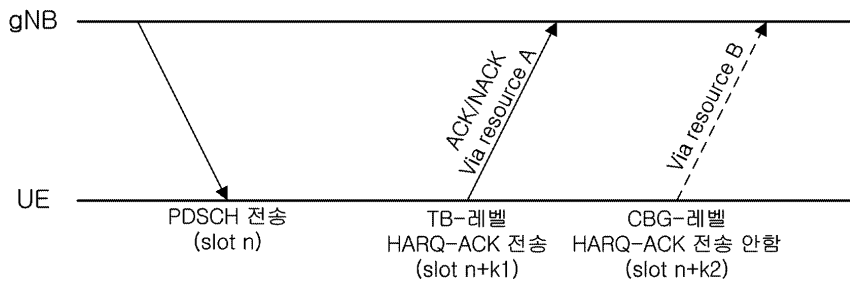 gNB
ACK/NACK
Via resource A
Via resource B
UE
PDSCH 전송
(slot n)
TB-레벨
HARQ-ACK 전송
(slot n+k1)
CBG-레벨
HARQ-ACK 전송 안함
(slot n+k2)